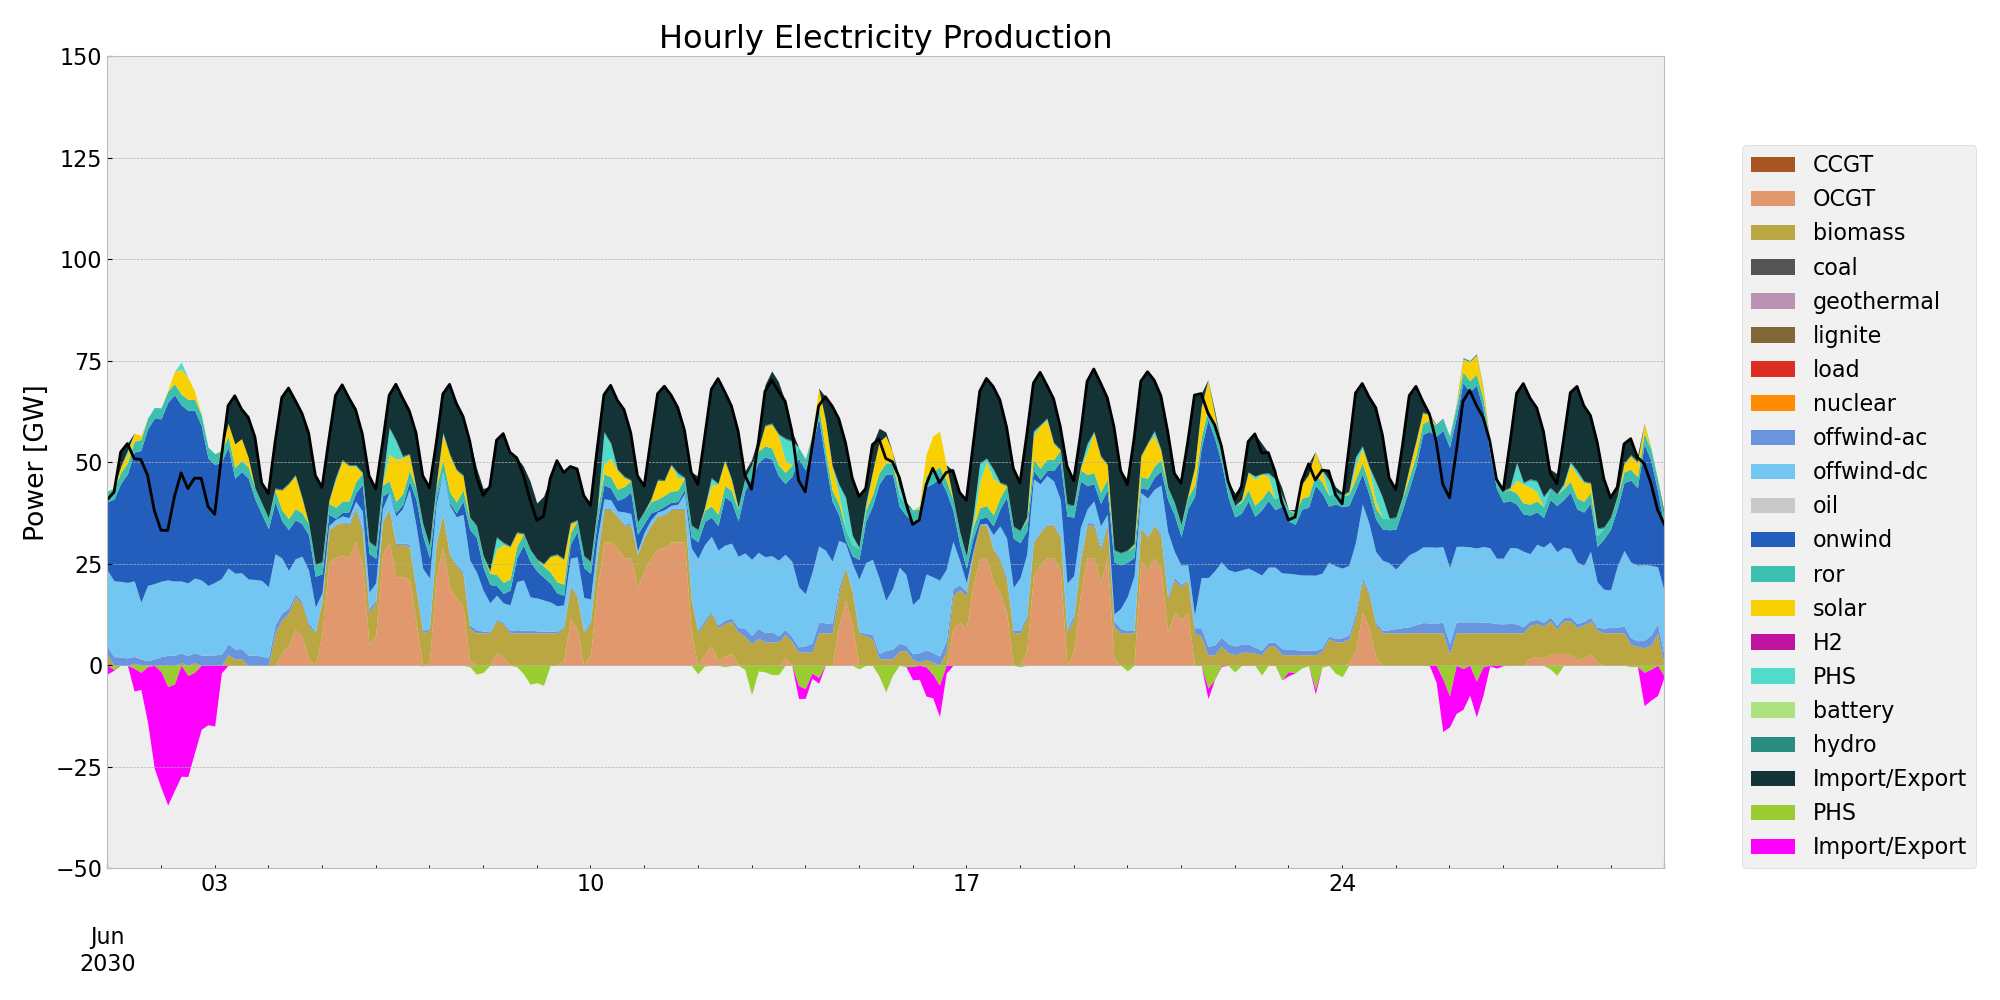 Hourly Electricity Production
Power [GW]
150
125
100
75
50
25
0
−25
−50
03
10
17
24
Jun
2030
CCGT
OCGT
biomass
coal
geothermal
lignite
load
nuclear
offwind-ac
offwind-dc
oil
onwind
ror
solar
H2
PHS
battery
hydro
Import/Export
PHS
Import/Export